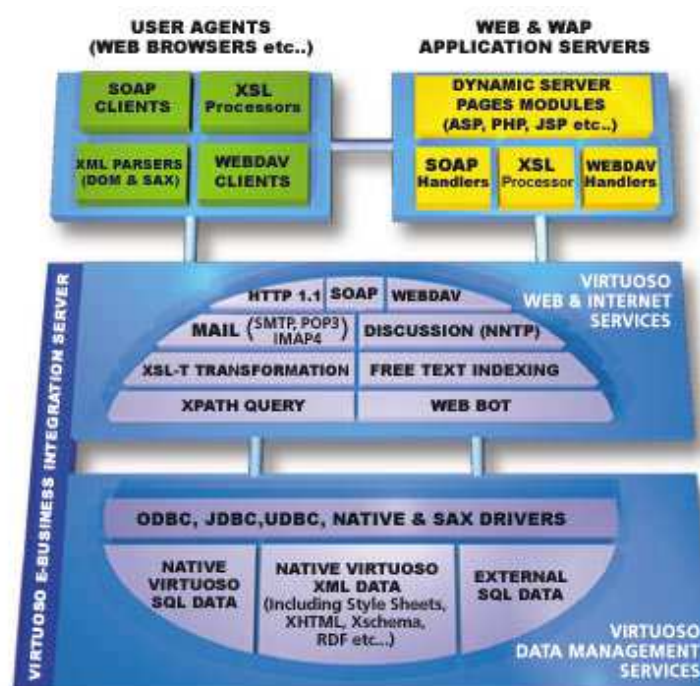 USER AGENTS
(WEB BROWSERS etc..)
WEB & WAP
APPLICATION SERVERS
SOAP
CLIENTS
XSL
Processors
XML PARSERS
(DOM & SAX)
WEBDAV
CLIENTS
DYNAMIC SERVER
PAGES MODULES
(ASP, PHP, JSP etc..)
SOAP
Handlers
XSL
Processor
WEBDAV
Handlers
VIRTUOSO E-BUSINESS INTEGRATION SERVER
HTTP 1.1
SOAP
WEBDAV
VIRTUOSO
WEB & INTERNET
SERVICES
MAIL (SMTP, POP3
IMAP4)
DISCUSSION (NNTP)
XSL-T TRANSFORMATION
FREE TEXT INDEXING
XPATH QUERY
WEB BOT
ODBC, JDBC,UDBC, NATIVE & SAX DRIVERS
NATIVE
VIRTUOSO
SQL DATA
NATIVE VIRTUOSO
XML DATA
(Including Style Sheets,
XHTML, Xschema,
RDF etc...)
EXTERNAL
SQL DATA
VIRTUOSO
DATA MANAGEMENT
SERVICES